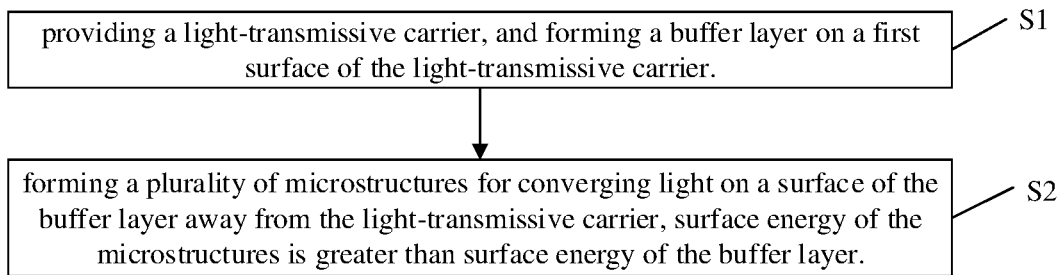 providing a light-transmissive carrier, and forming a buffer layer on a first
surface of the light-transmissive carrier.
S1
forming a plurality of microstructures for converging light on a surface of the
buffer layer away from the light-transmissive carrier, surface energy of the
microstructures is greater than surface energy of the buffer layer.
S2